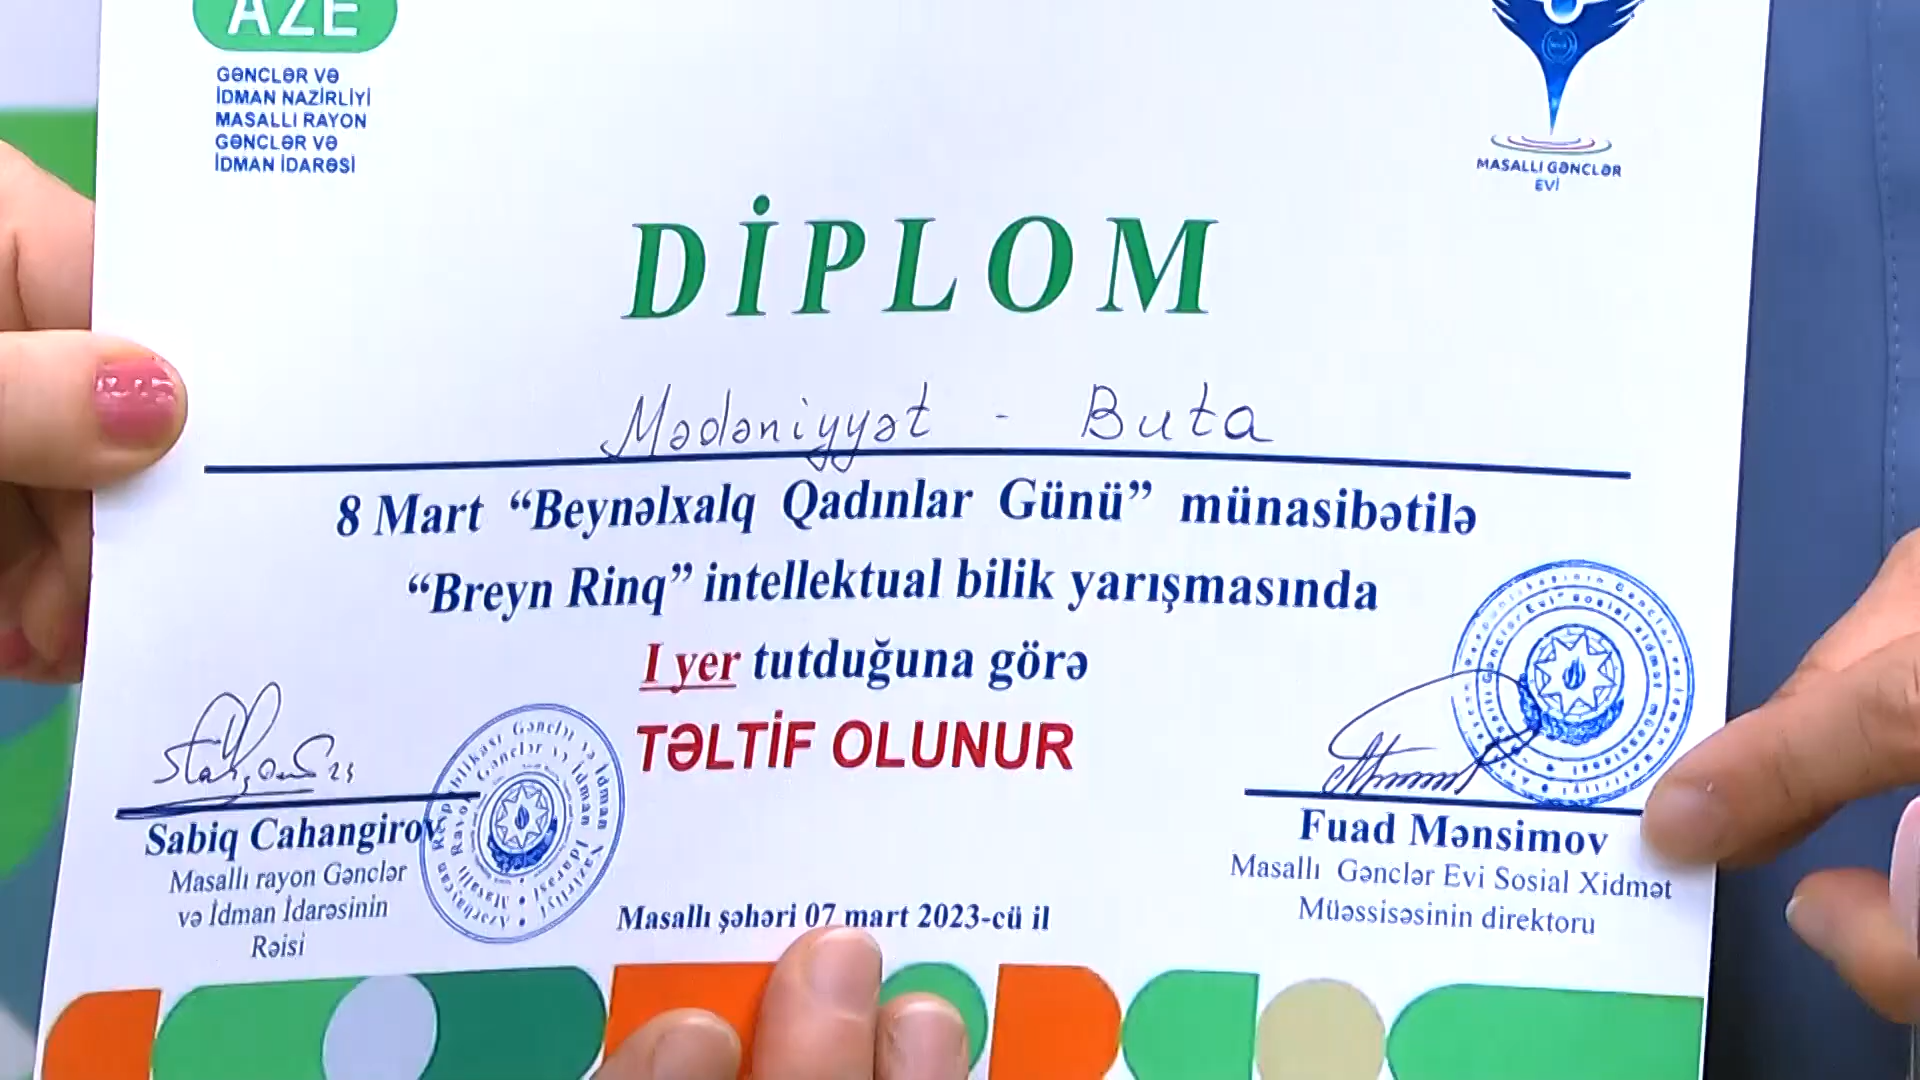 AZE
GƏNCLƏR VƏ
İDMAN NAZİRLİYİ
MASALLI RAYON
GƏNCLƏR VƏ
İDMAN İDARƏSİ
MASALLI GƏNCLƏR
EVİ
DİPLOM
Mədəniyyət - Buta
8 Mart “Beynəlxalq Qadınlar Günü” münasibətilə
“Breyn Rinq” intellektual bilik yarışmasında
I yer tutduğuna görə
TƏLTİF OLUNUR
Sabiq Cahangirov
Masallı rayon Gənclər
və İdman İdarəsinin
Rəisi
Fuad Mənsimov
Masallı Gənclər Evi Sosial Xidmət
Müəssisəsinin direktoru
Masallı şəhəri 07 mart 2023-cü il